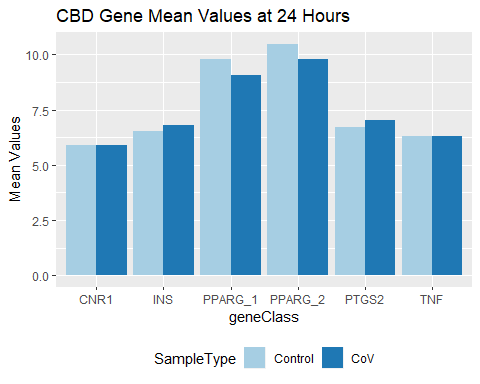 CBD Gene Mean Values at 24 Hours
10.0
7.5
5.0
2.5
0.0
Mean Values
CNR1 INS PPARG_1 PPARG_2 PTGS2 TNF
geneClass
SampleType Control CoV